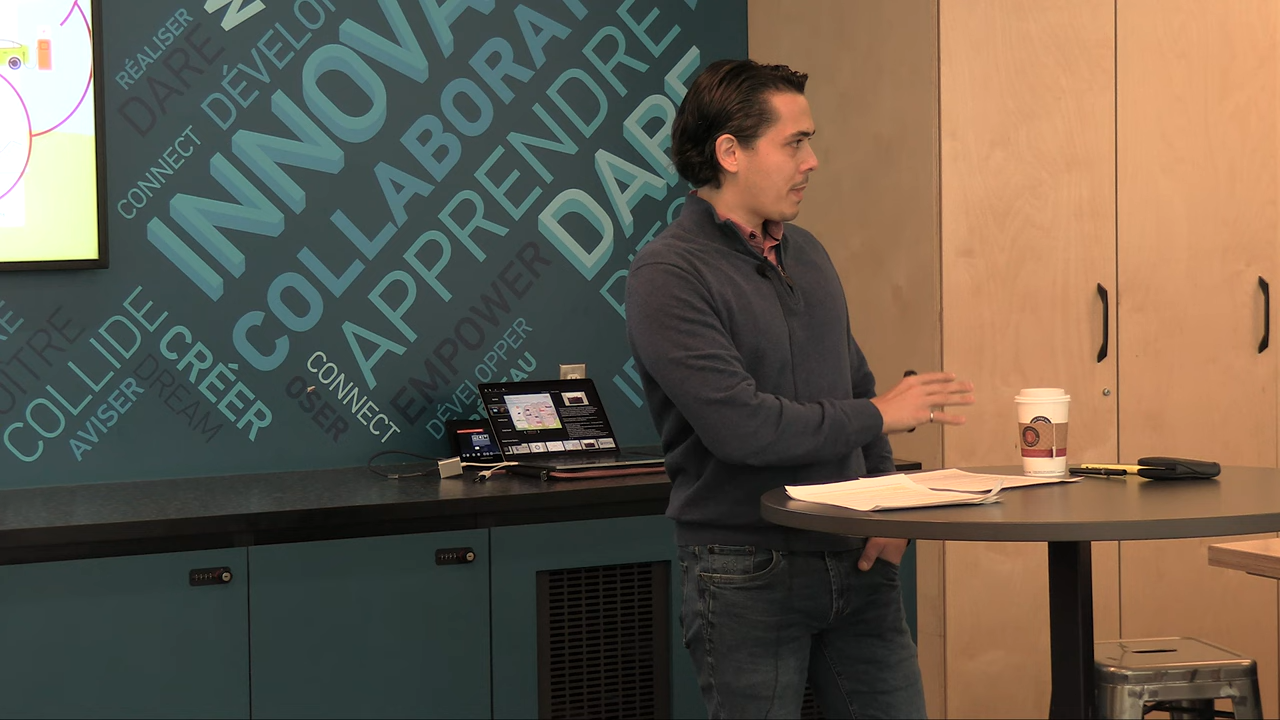 RÉALISER
DARE
CONNECT
DÉVELO
INNOVA
COLLABORA
APPRENDRE
DARE
EMPOWER
COLLIDE
AVISER
CRÉER
DREAM
OSER
CONNECT
DÉVELOPPER